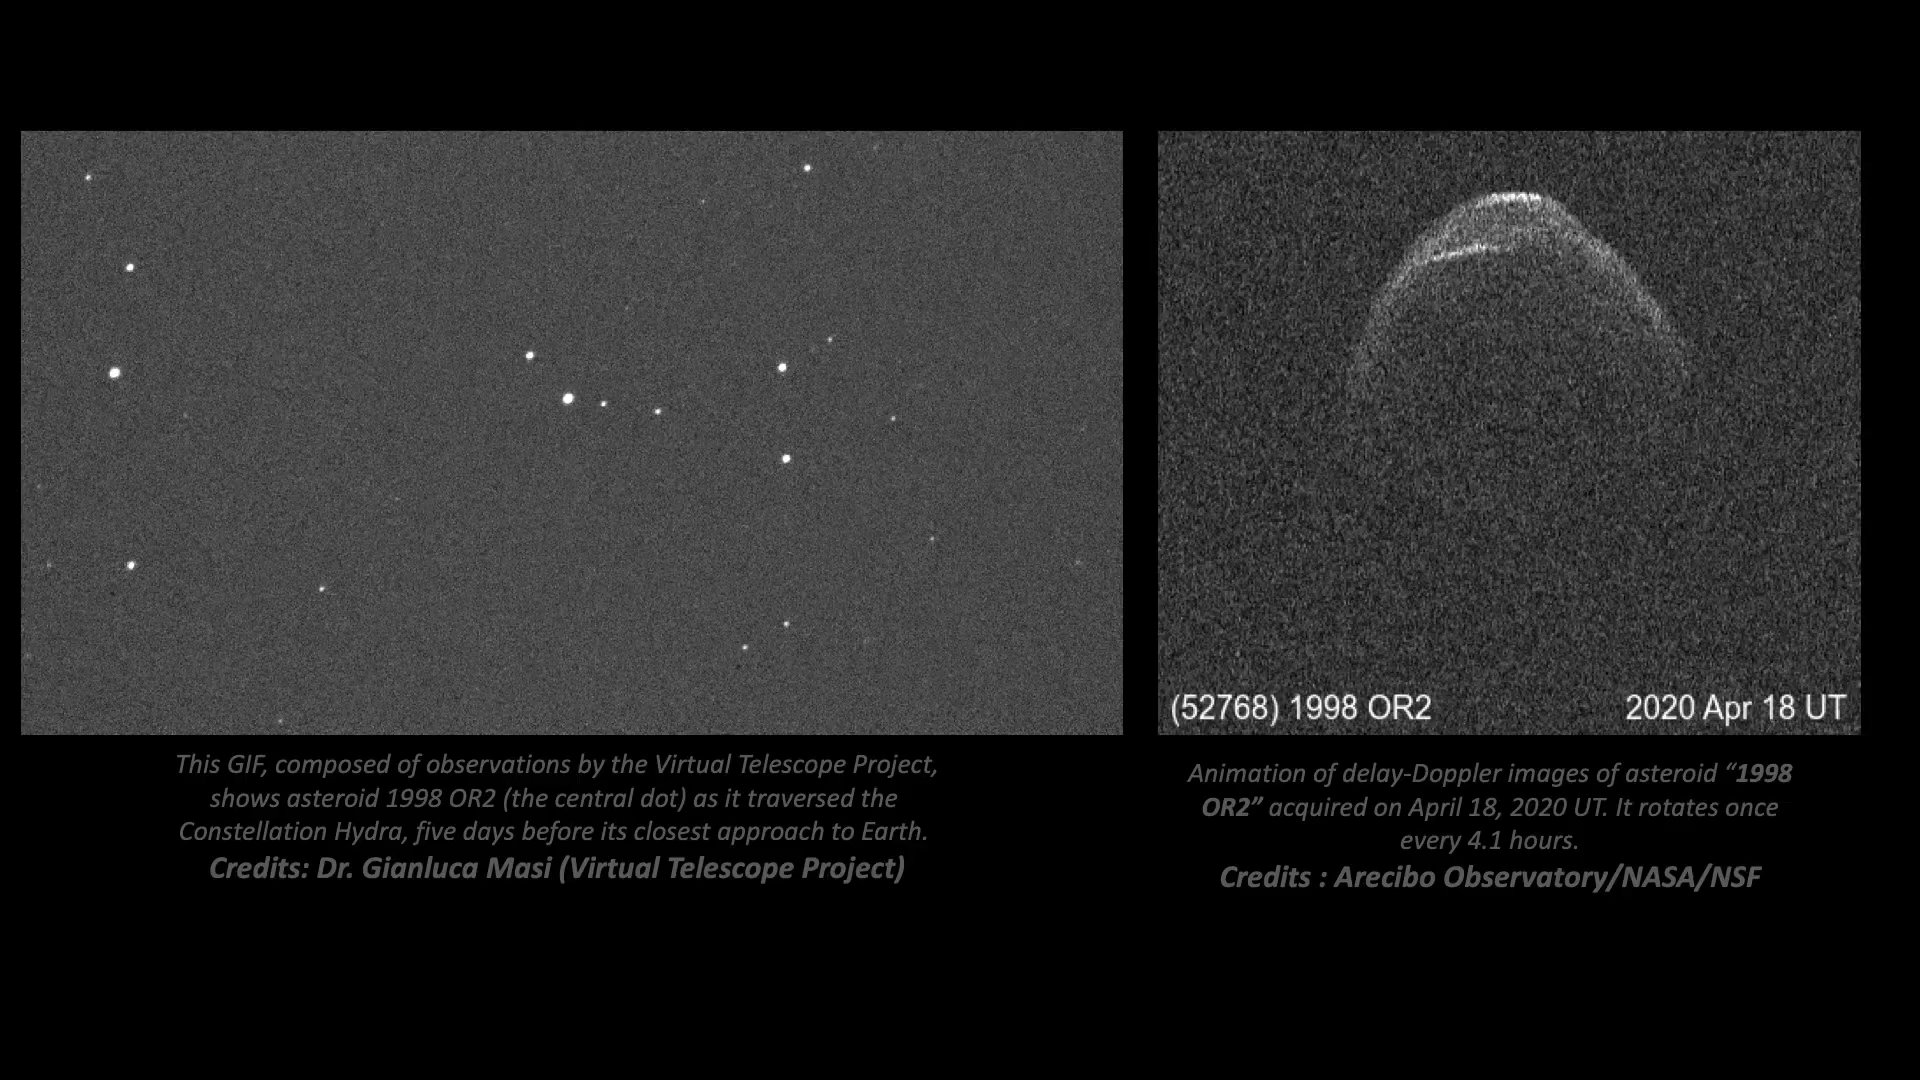 (52768) 1998 OR2
2020 Apr 18 UT
This GIF, composed of observations by the Virtual Telescope Project,
shows asteroid 1998 OR2 (the central dot) as it traversed the
Constellation Hydra, five days before its closest approach to Earth.
Credits: Dr. Gianluca Masi (Virtual Telescope Project)
Animation of delay-Doppler images of asteroid “1998
OR2” acquired on April 18, 2020 UT. It rotates once
every 4.1 hours.
Credits : Arecibo Observatory/NASA/NSF